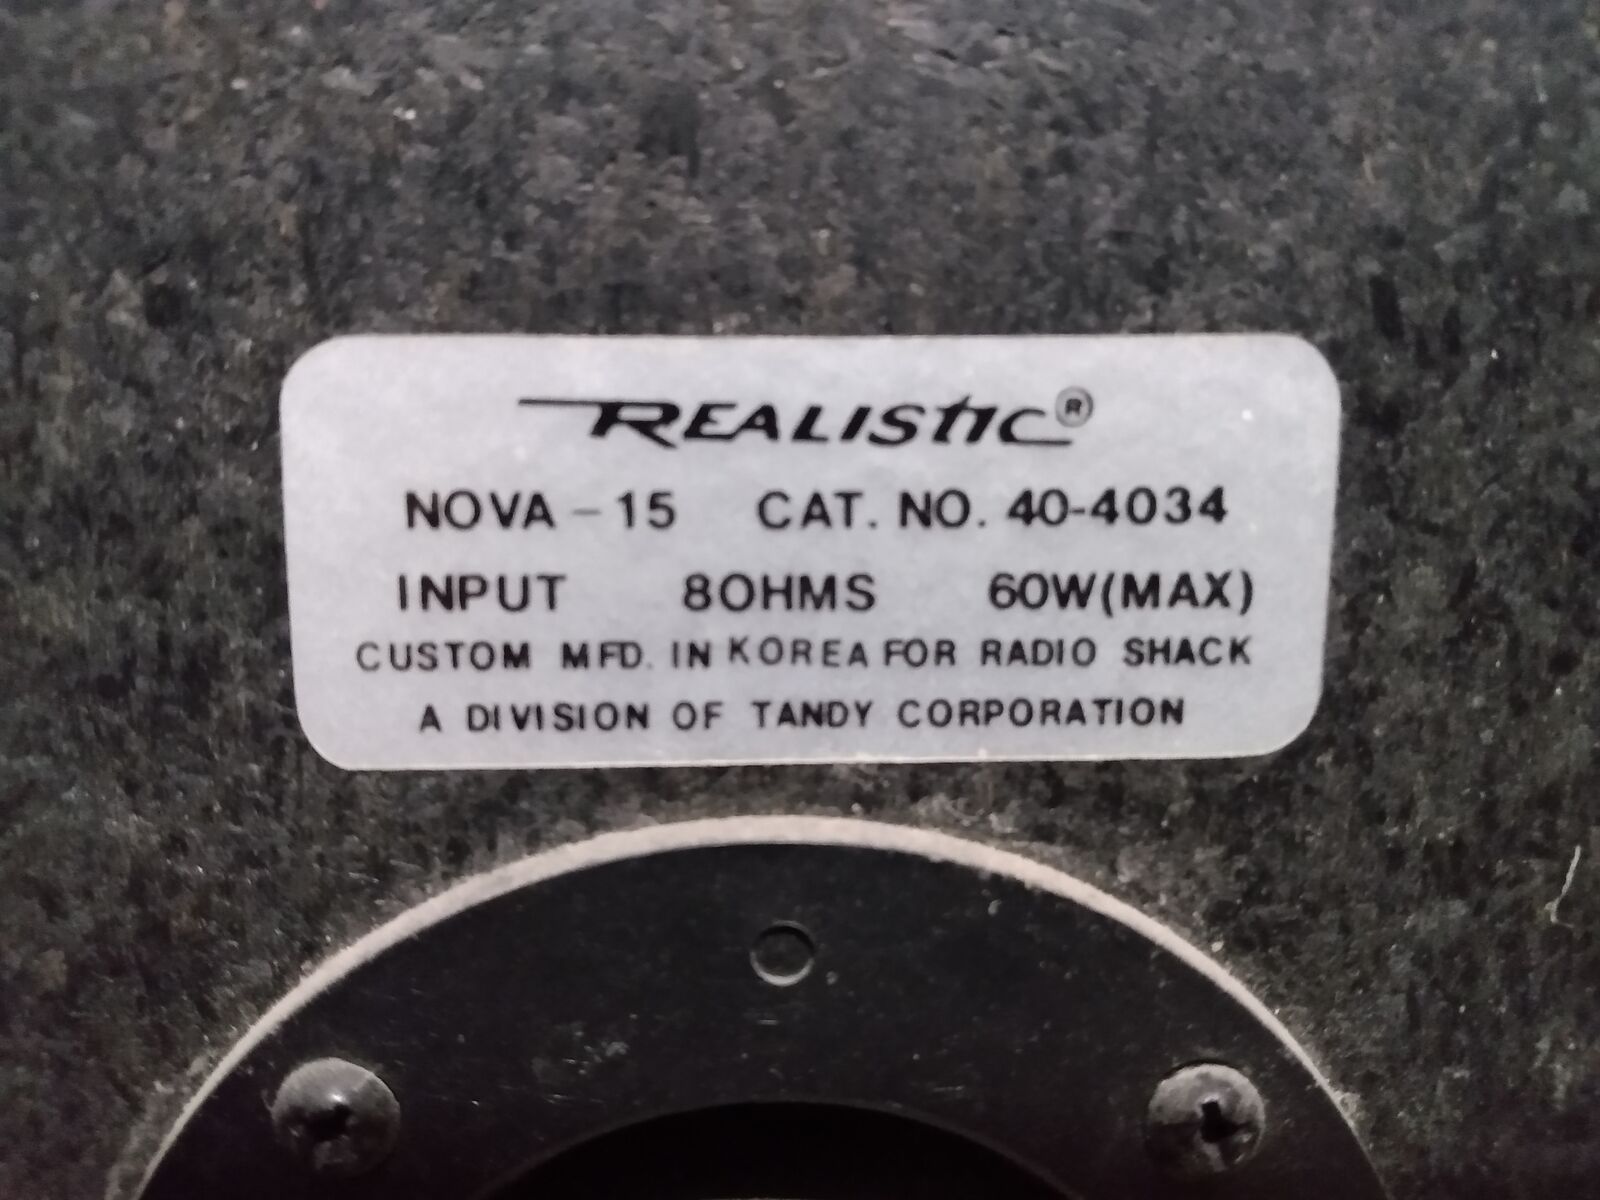 REALISTIC®
NOVA-15 CAT. NO. 40-4034
INPUT 8OHMS 60W(MAX)
CUSTOM MFD. IN KOREA FOR RADIO SHACK
A DIVISION OF TANDY CORPORATION